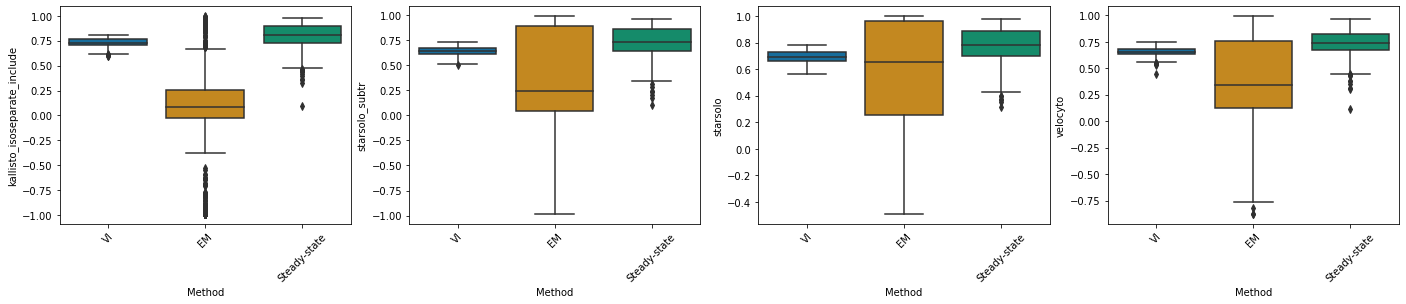 kallisto_isoseparate_include
1.00
0.75
0.50
0.25
0.00
−0.25
−0.50
−0.75
−1.00
VI
EM
Steady-state
Method
starsolo_subtr
1.00
0.75
0.50
0.25
0.00
−0.25
−0.50
−0.75
−1.00
VI
EM
Steady-state
Method
starsolo
1.0
0.8
0.6
0.4
0.2
0.0
−0.2
−0.4
VI
EM
Steady-state
Method
velocyto
1.00
0.75
0.50
0.25
0.00
−0.25
−0.50
−0.75
VI
EM
Steady-state
Method